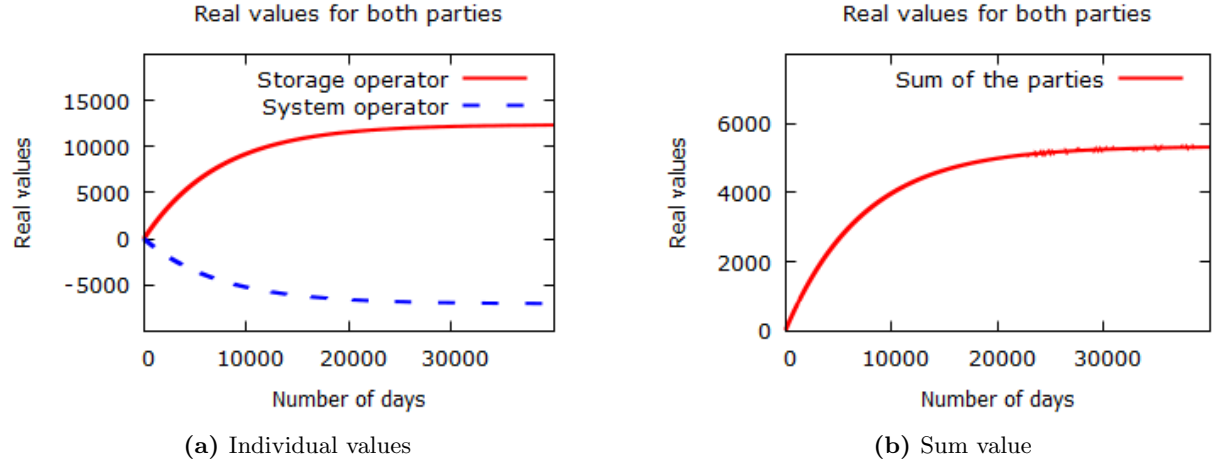 Real values for both parties
Storage operator
System operator
15000
10000
5000
0
-5000
Real values
0 10000 20000 30000
Number of days
(a) Individual values
Real values for both parties
Sum of the parties
6000
4000
2000
0
Real values
0 10000 20000 30000
Number of days
(b) Sum value